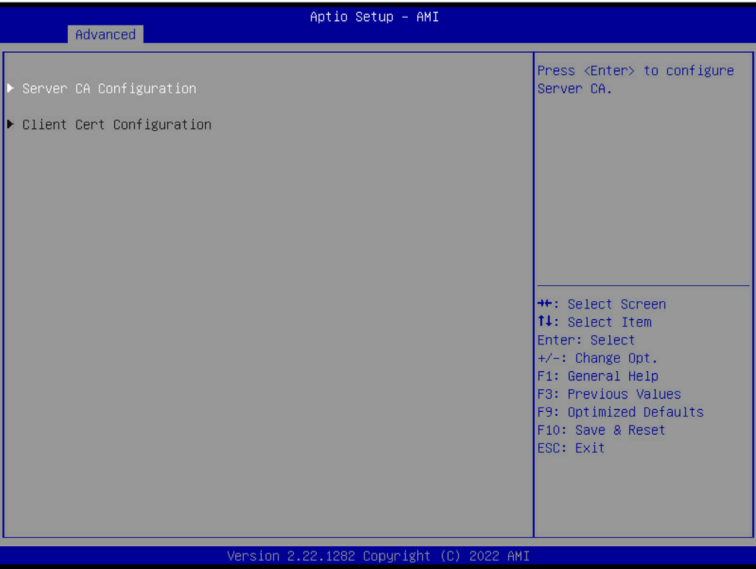 Aptio Setup – AMI
Advanced
Server CA Configuration
Client Cert Configuration
Press <Enter> to configure
Server CA.
→←: Select Screen
↑↓: Select Item
Enter: Select
+/-: Change Opt.
F1: General Help
F3: Previous Values
F9: Optimized Defaults
F10: Save & Reset
ESC: Exit
Version 2.22.1282 Copyright (C) 2022 AMI